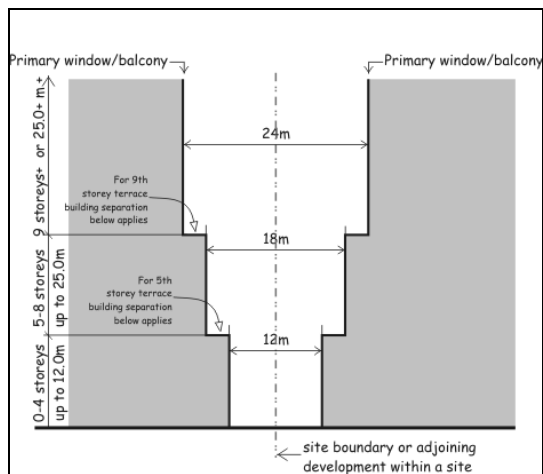 Primary window/balcony
Primary window/balcony
9 storeys+ or 25.0+ m +
24m
For 9th
storey terrace
building separation
below applies
18m
5-8 storeys
up to 25.0m
For 5th
storey terrace
building separation
below applies
12m
0-4 storeys
up to 12.0m
site boundary or adjoining
development within a site